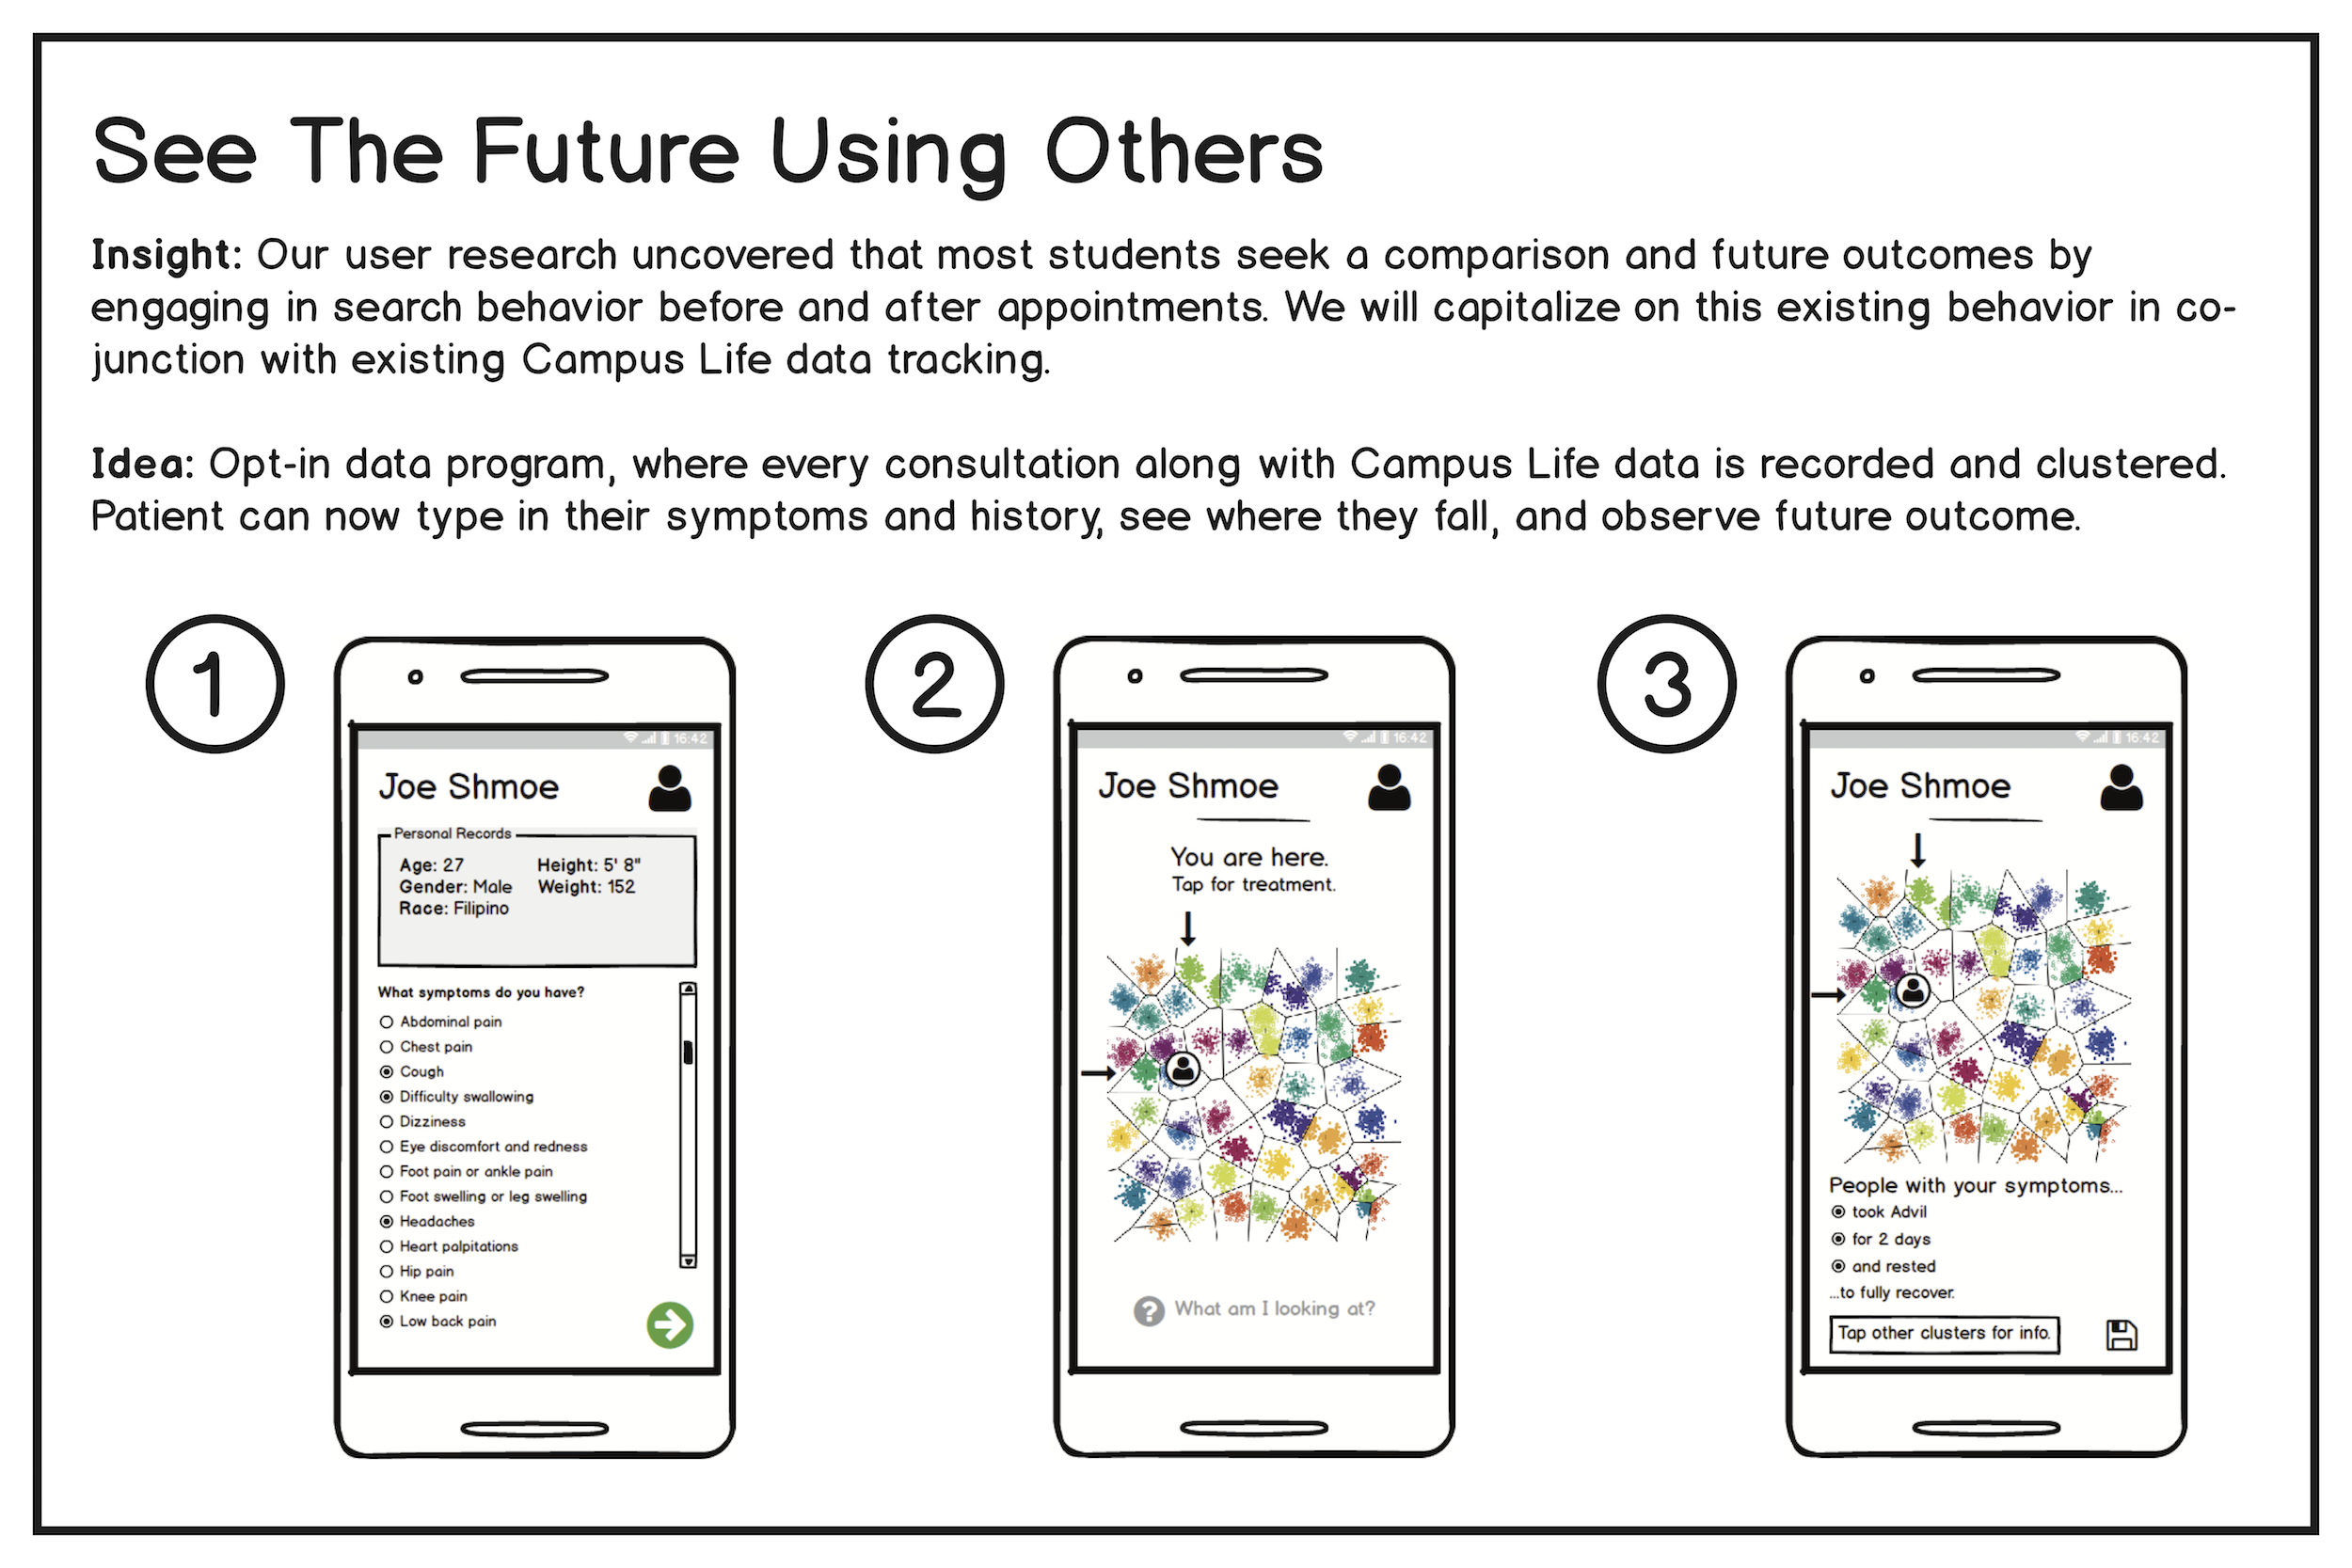 See The Future Using Others
Insight: Our user research uncovered that most students seek a comparison and future outcomes by
engaging in search behavior before and after appointments. We will capitalize on this existing behavior in co-
junction with existing Campus Life data tracking.
Idea: Opt-in data program, where every consultation along with Campus Life data is recorded and clustered.
Patient can now type in their symptoms and history, see where they fall, and observe future outcome.
1
16:42
Joe Shmoe
Personal Records
Age: 27 Height: 5' 8"
Gender: Male Weight: 152
Race: Filipino
What symptoms do you have?
Abdominal pain
Chest pain
Cough
Difficulty swallowing
Dizziness
Eye discomfort and redness
Foot pain or ankle pain
Foot swelling or leg swelling
Headaches
Heart palpitations
Hip pain
Knee pain
Low back pain
2
16:42
Joe Shmoe
You are here.
Tap for treatment.
? What am I looking at?
3
16:42
Joe Shmoe
People with your symptoms...
took Advil
for 2 days
and rested
...to fully recover.
Tap other clusters for info.